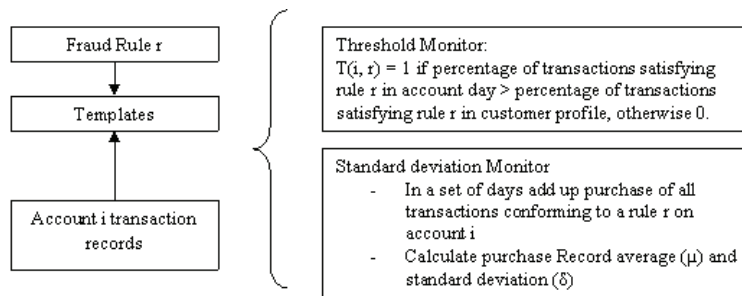 Fraud Rule r
Templates
Account i transaction
records
Threshold Monitor:
T(i, r) = 1 if percentage of transactions satisfying
rule r in account day > percentage of transactions
satisfying rule r in customer profile, otherwise 0.
Standard deviation Monitor
- In a set of days add up purchase of all
transactions conforming to a rule r on
account i
- Calculate purchase Record average (μ) and
standard deviation (δ)